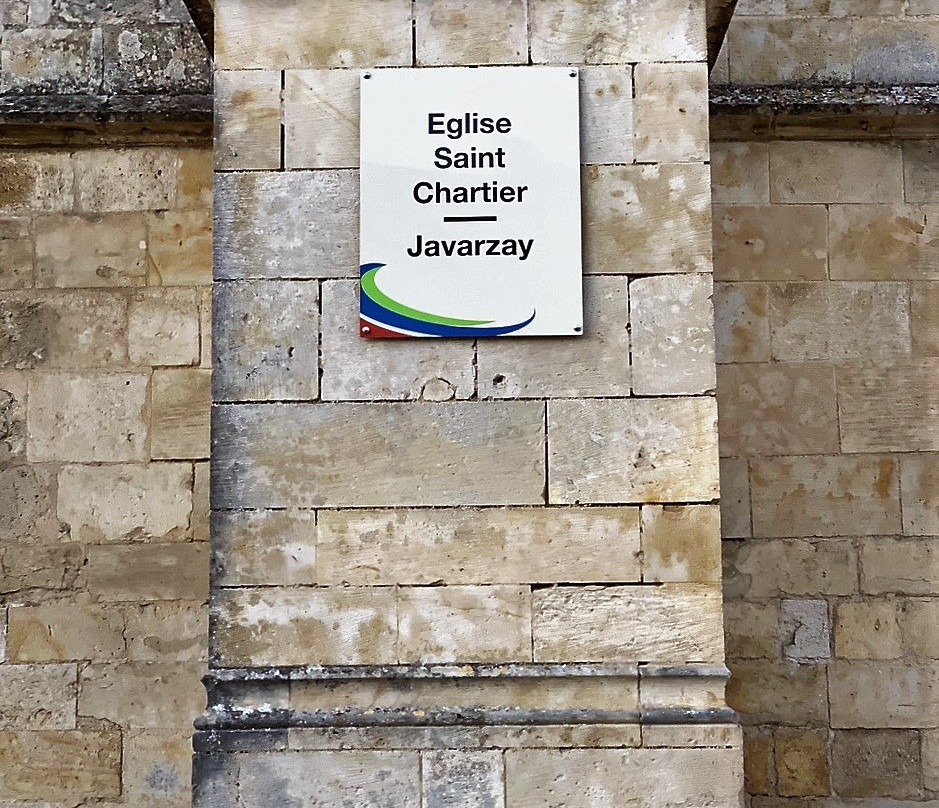 Eglise
Saint
Chartier
Javarzay